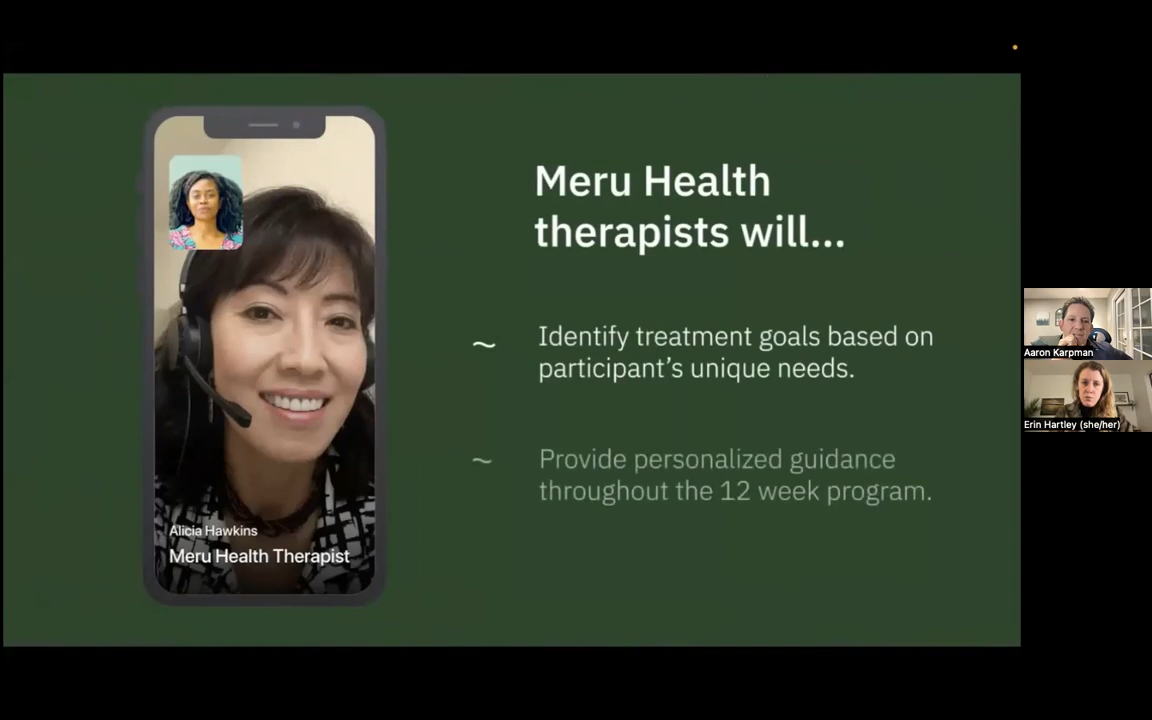 Meru Health
therapists will...
~ Identify treatment goals based on
participant’s unique needs.
~ Provide personalized guidance
throughout the 12 week program.
Alicia Hawkins
Meru Health Therapist
Aaron Karpman
Erin Hartley (she/her)